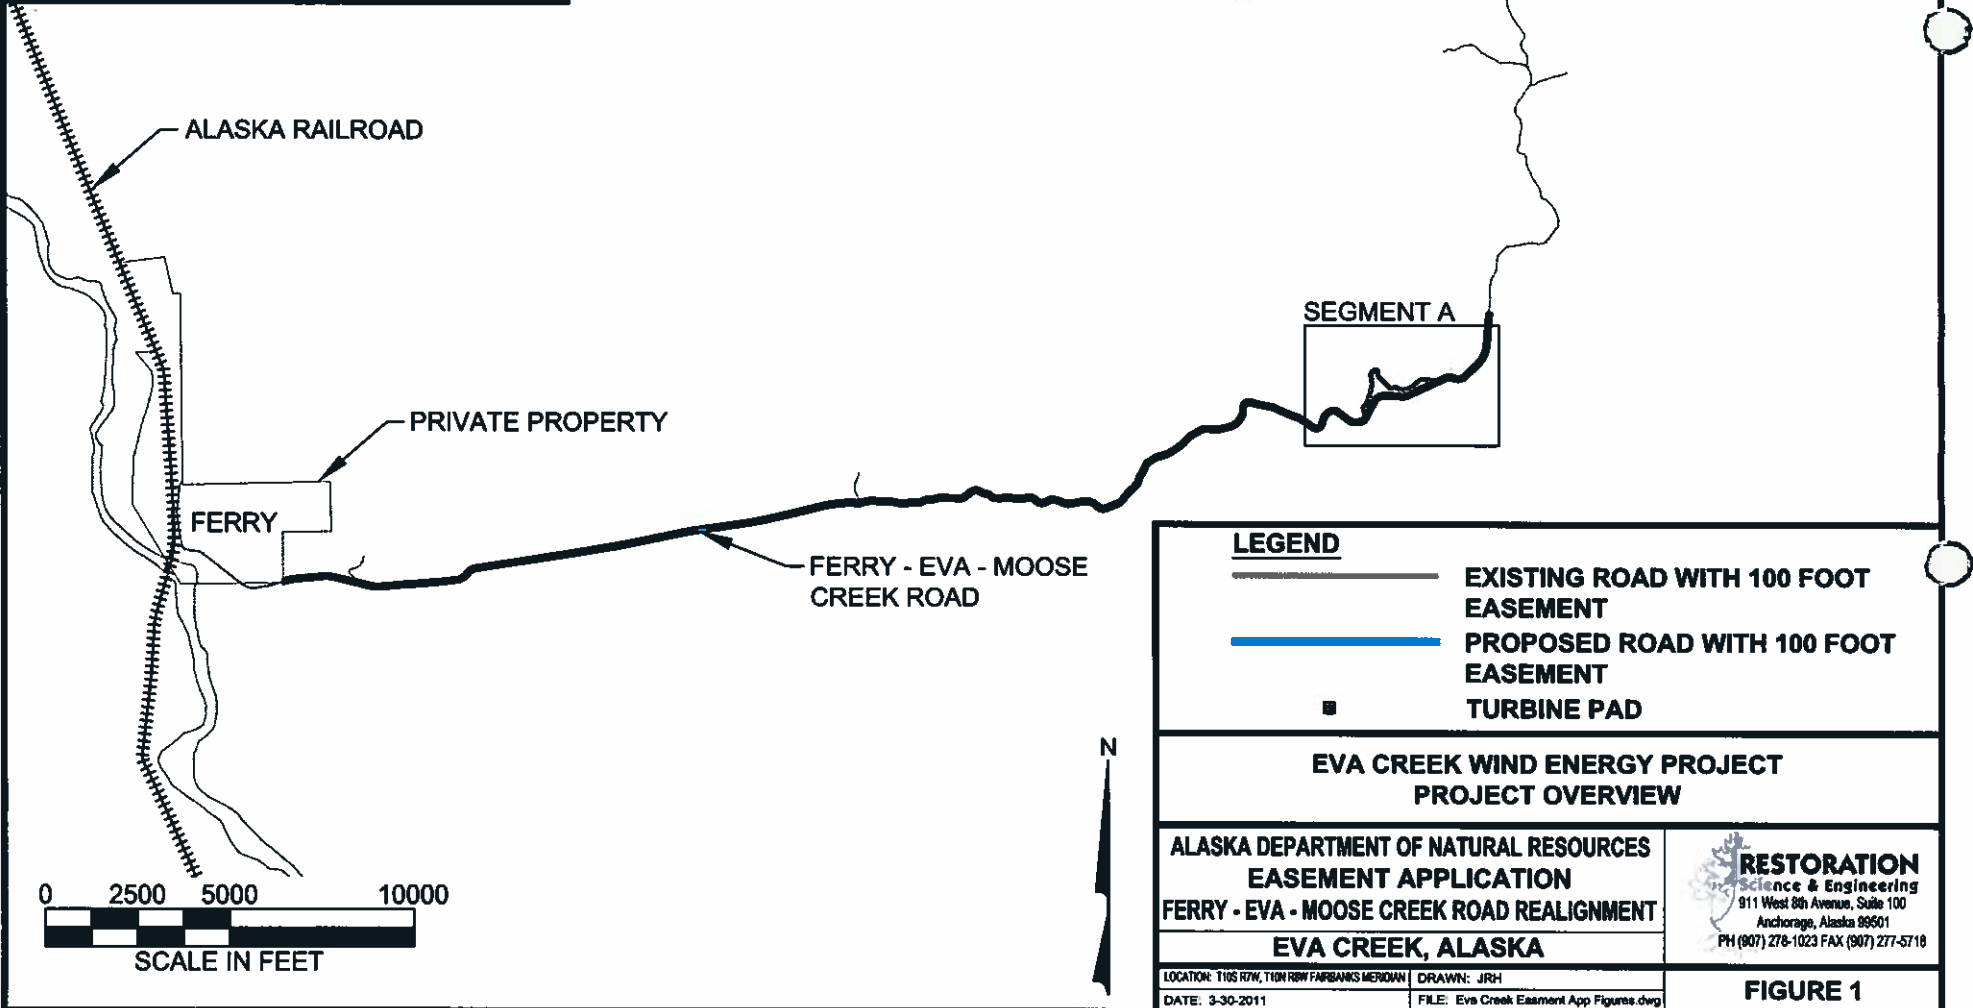 ALASKA RAILROAD
SEGMENT A
PRIVATE PROPERTY
FERRY
FERRY - EVA - MOOSE
CREEK ROAD
LEGEND
EXISTING ROAD WITH 100 FOOT
EASEMENT
PROPOSED ROAD WITH 100 FOOT
EASEMENT
TURBINE PAD
N
EVA CREEK WIND ENERGY PROJECT
PROJECT OVERVIEW
0 2500 5000 10000
SCALE IN FEET
ALASKA DEPARTMENT OF NATURAL RESOURCES
EASEMENT APPLICATION
FERRY - EVA - MOOSE CREEK ROAD REALIGNMENT
EVA CREEK, ALASKA
RESTORATION
Science & Engineering
911 West 8th Avenue, Suite 100
Anchorage, Alaska 99501
PH (907) 278-1023 FAX (907) 277-5718
LOCATION: T10S R7W, T10N R8W FAIRBANKS MERIDIAN
DRAWN: JRH
DATE: 3-30-2011
FILE: Eva Creek Easment App Figures.dwg
FIGURE 1